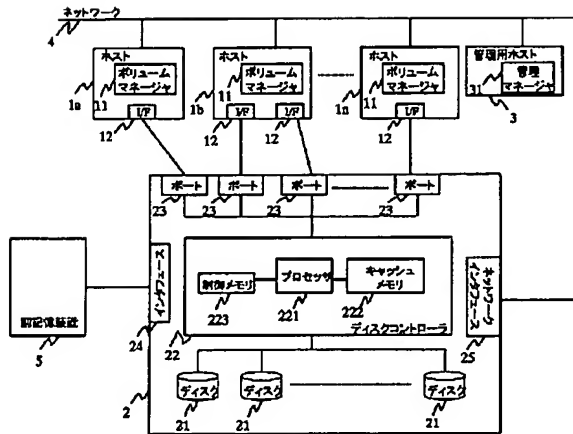 ネットワーク
4
ホスト
ボリューム
マネージャ
11
I/F
1a
12
ホスト
ボリューム
マネージャ
11
I/F
I/F
1b
12
12
ホスト
ボリューム
マネージャ
11
I/F
1n
12
管理用ホスト
管理
マネージャ
31
3
ポート
ポート
ポート
ポート
23
23
23
23
インタフェース
24
副記憶装置
5
制御メモリ
223
プロセッサ
221
キャッシュ
メモリ
222
ディスクコントローラ
22
ネットワーク
インタフェース
25
ディスク
ディスク
ディスク
21
21
21
2